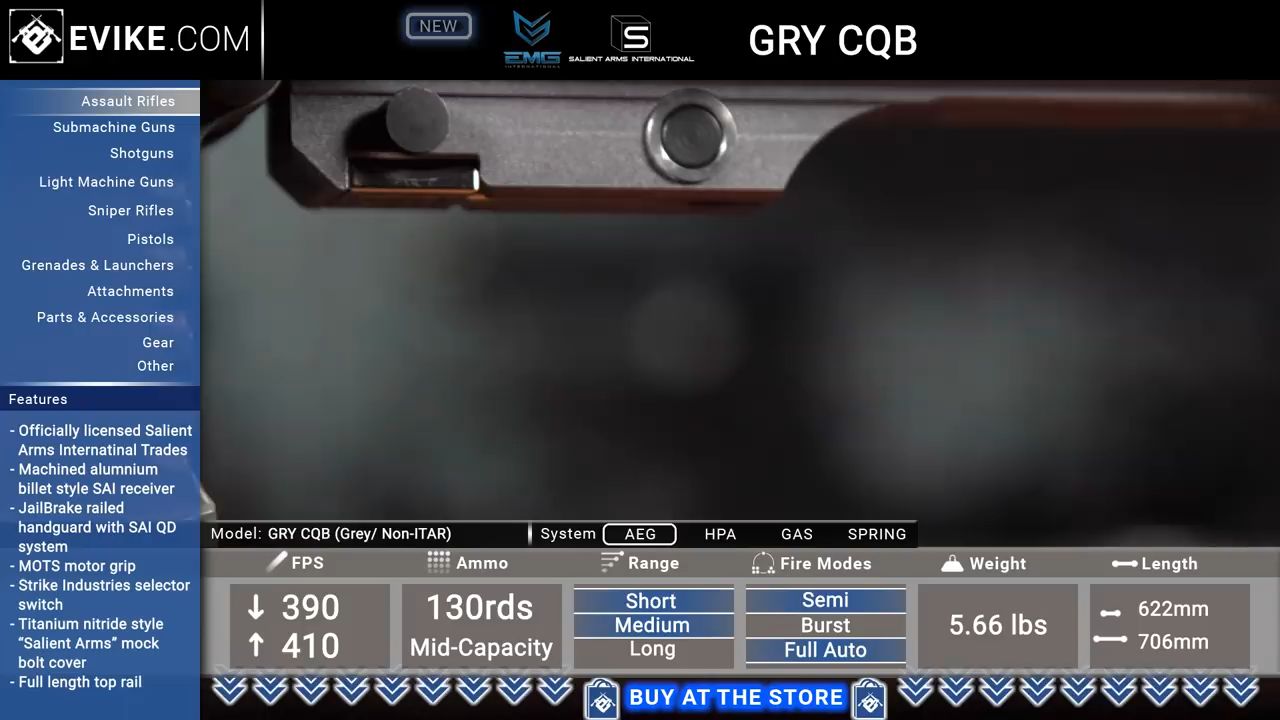 EVIKE.COM
NEW
EMG
INTERNATIONAL
S
SALIENT ARMS INTERNATIONAL
GRY CQB
Assault Rifles
Submachine Guns
Shotguns
Light Machine Guns
Sniper Rifles
Pistols
Grenades & Launchers
Attachments
Parts & Accessories
Gear
Other
Features
- Officially licensed Salient
Arms Internatinal Trades
- Machined alumnium
billet style SAI receiver
- JailBrake railed
handguard with SAI QD
system
- MOTS motor grip
- Strike Industries selector
switch
- Titanium nitride style
“Salient Arms” mock
bolt cover
- Full length top rail
Model: GRY CQB (Grey/ Non-ITAR)
System AEG HPA GAS SPRING
FPS
↓ 390
↑ 410
Ammo
130rds
Mid-Capacity
Range
Short
Medium
Long
Fire Modes
Semi
Burst
Full Auto
Weight
5.66 lbs
Length
622mm
706mm
BUY AT THE STORE